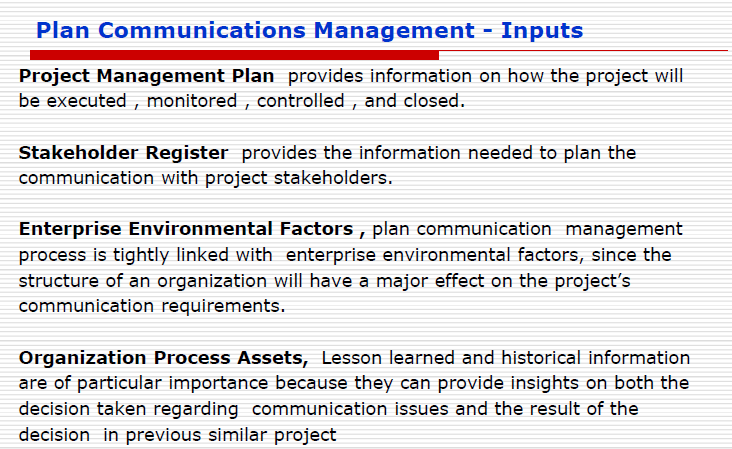 Plan Communications Management - Inputs
Project Management Plan provides information on how the project will
be executed , monitored , controlled , and closed.
Stakeholder Register provides the information needed to plan the
communication with project stakeholders.
Enterprise Environmental Factors , plan communication management
process is tightly linked with enterprise environmental factors, since the
structure of an organization will have a major effect on the project’s
communication requirements.
Organization Process Assets, Lesson learned and historical information
are of particular importance because they can provide insights on both the
decision taken regarding communication issues and the result of the
decision in previous similar project